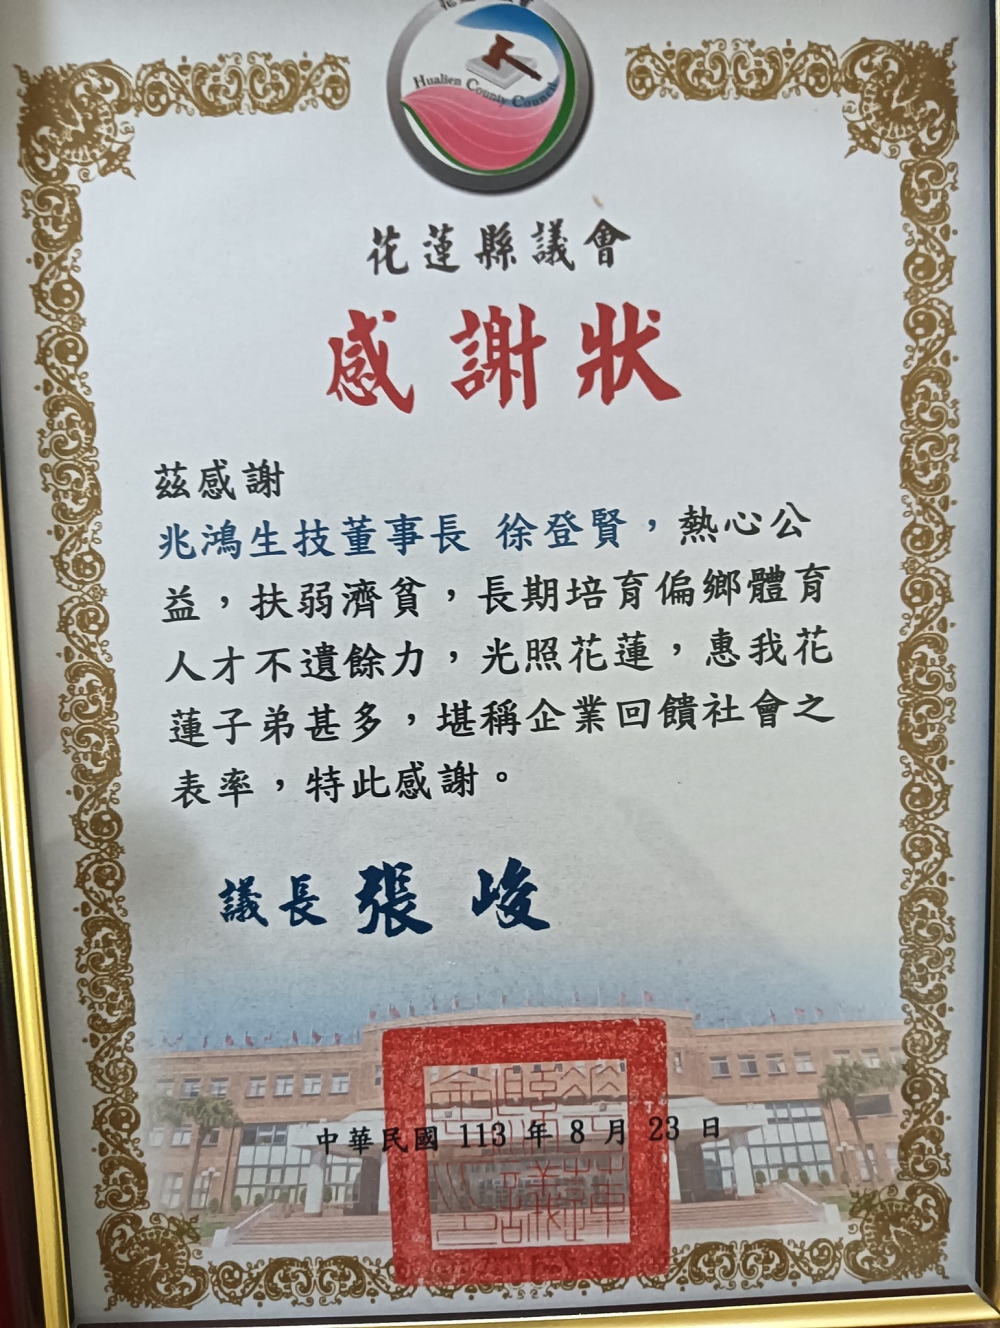 Hualien County Council
花蓮縣議會
感謝狀
茲感謝
兆鴻生技董事長 徐登賢，熱心公
益，扶弱濟貧，長期培育偏鄉體育
人才不遺餘力，光照花蓮，惠我花
蓮子弟甚多，堪稱企業回饋社會之
表率，特此感謝。
議長 張峻
中華民國 113 年 8 月 23 日